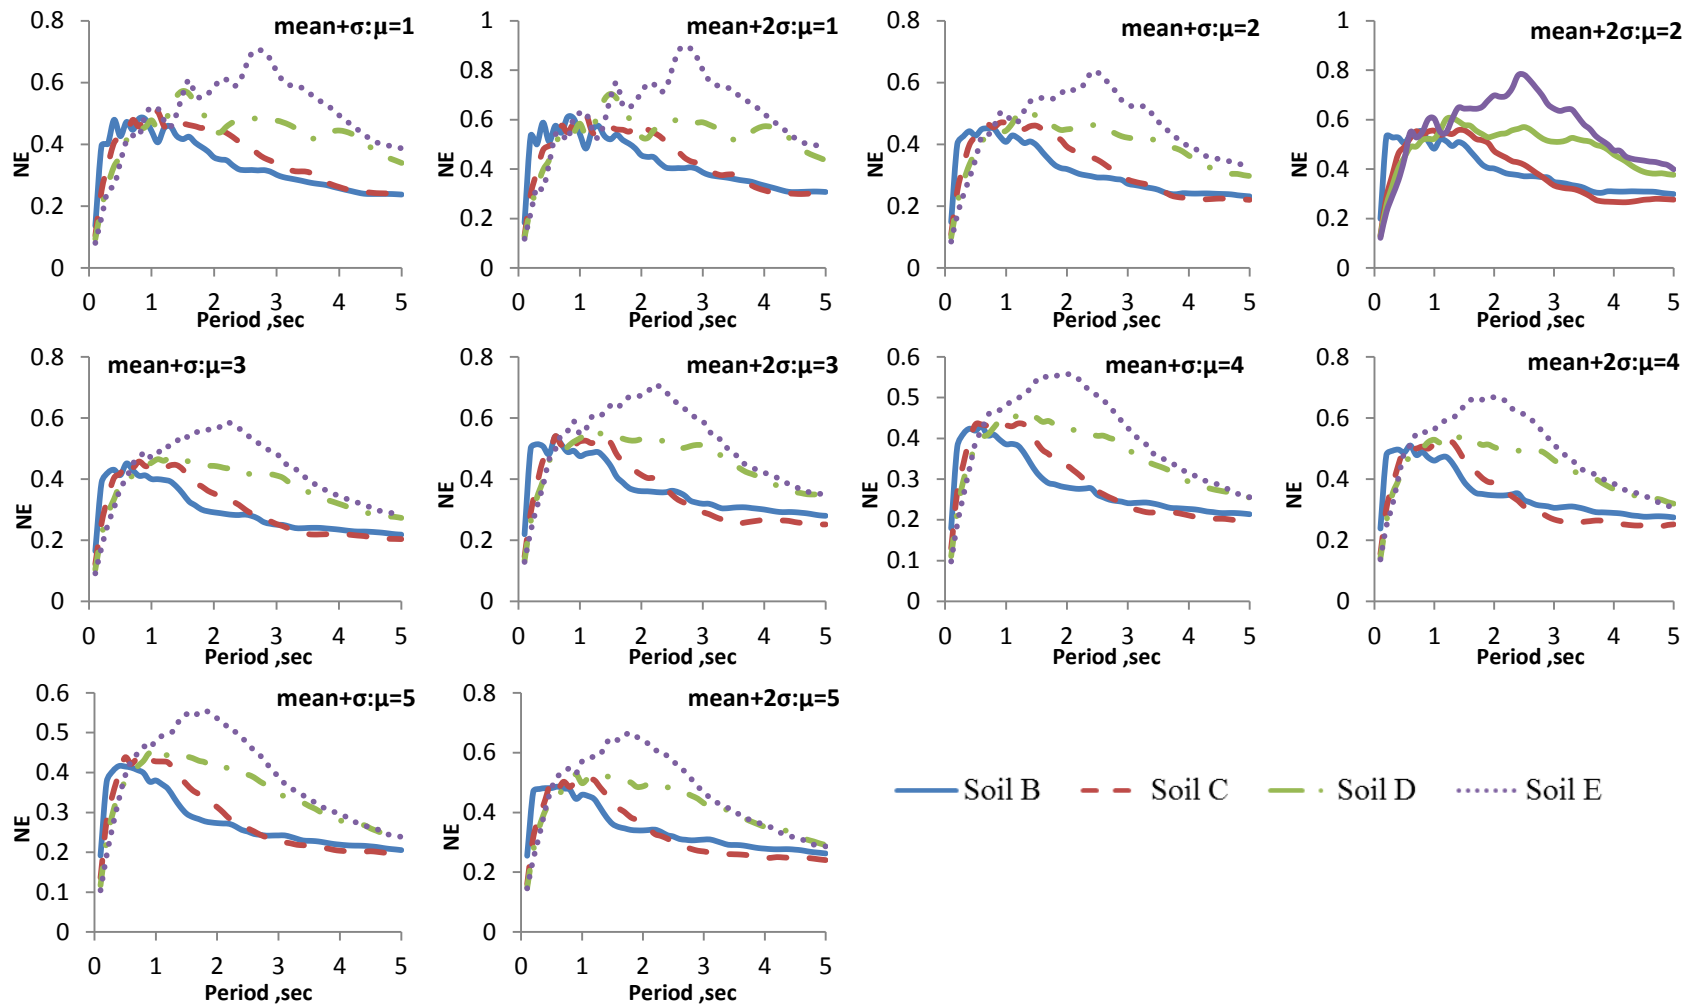 mean+σ:μ=1
0.8
0.6
0.4
0.2
0
NE
0 1 2 3 4 5
Period ,sec
mean+2σ:μ=1
1
0.8
0.6
0.4
0.2
0
NE
0 1 2 3 4 5
Period ,sec
mean+σ:μ=2
0.8
0.6
0.4
0.2
0
NE
0 1 2 3 4 5
Period ,sec
mean+2σ:μ=2
1
0.8
0.6
0.4
0.2
0
NE
0 1 2 3 4 5
Period ,sec
mean+σ:μ=3
0.8
0.6
0.4
0.2
0
NE
0 1 2 3 4 5
Period ,sec
mean+2σ:μ=3
0.8
0.6
0.4
0.2
0
NE
0 1 2 3 4 5
Period ,sec
mean+σ:μ=4
0.6
0.5
0.4
0.3
0.2
0.1
0
NE
0 1 2 3 4 5
Period ,sec
mean+2σ:μ=4
0.8
0.6
0.4
0.2
0
NE
0 1 2 3 4 5
Period ,sec
mean+σ:μ=5
0.6
0.5
0.4
0.3
0.2
0.1
0
NE
0 1 2 3 4 5
Period ,sec
mean+2σ:μ=5
0.8
0.6
0.4
0.2
0
NE
0 1 2 3 4 5
Period ,sec
Soil B Soil C Soil D Soil E